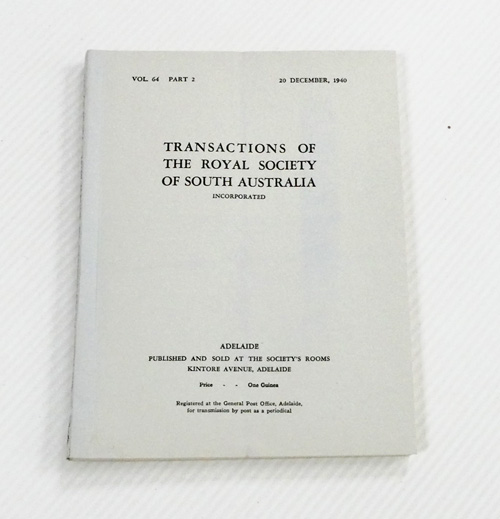 VOL. 64 PART 2 20 DECEMBER, 1940
TRANSACTIONS OF
THE ROYAL SOCIETY
OF SOUTH AUSTRALIA
INCORPORATED
ADELAIDE
PUBLISHED AND SOLD AT THE SOCIETY'S ROOMS
KINTORE AVENUE, ADELAIDE
Price - - One Guinea
Registered at the General Post Office, Adelaide,
for transmission by post as a periodical